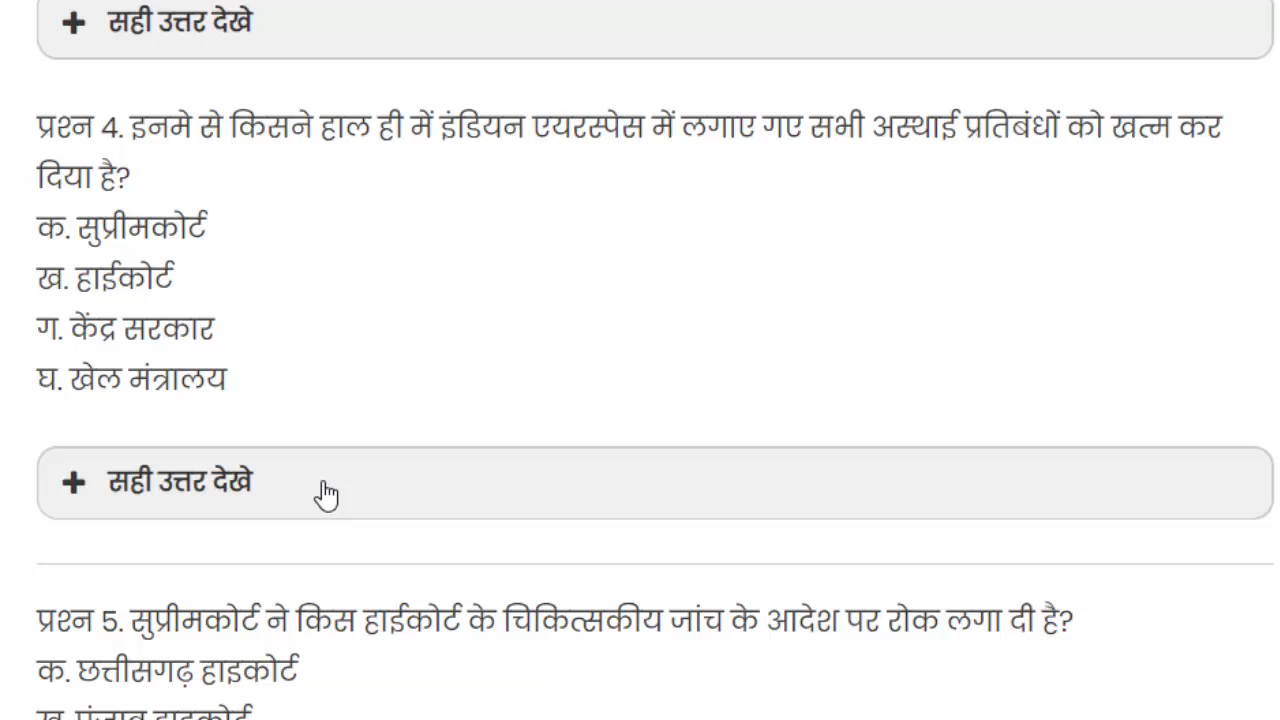 + सही उत्तर देखे
प्रश्न 4. इनमे से किसने हाल ही में इंडियन एयरस्पेस में लगाए गए सभी अस्थाई प्रतिबंधों को खत्म कर
दिया है?
क. सुप्रीमकोर्ट
ख. हाईकोर्ट
ग. केंद्र सरकार
घ. खेल मंत्रालय
+ सही उत्तर देखे
प्रश्न 5. सुप्रीमकोर्ट ने किस हाईकोर्ट के चिकित्सकीय जांच के आदेश पर रोक लगा दी है?
क. छत्तीसगढ़ हाइकोर्ट
ख. पंजाब हाइकोर्ट